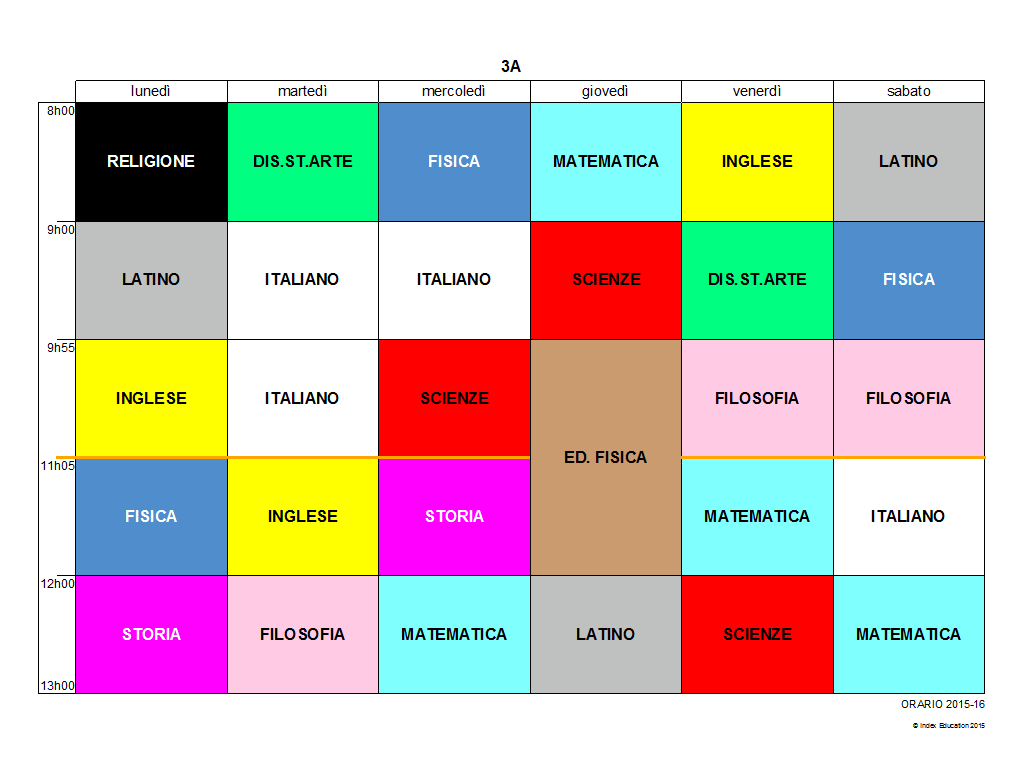 3A
lunedì martedì mercoledì giovedì venerdì sabato
8h00
RELIGIONE DIS.ST.ARTE FISICA MATEMATICA INGLESE LATINO
9h00
LATINO ITALIANO ITALIANO SCIENZE DIS.ST.ARTE FISICA
9h55
INGLESE ITALIANO SCIENZE FILOSOFIA FILOSOFIA
ED. FISICA
11h05
FISICA INGLESE STORIA MATEMATICA ITALIANO
12h00
STORIA FILOSOFIA MATEMATICA LATINO SCIENZE MATEMATICA
13h00
ORARIO 2015-16
© Index Education 2015